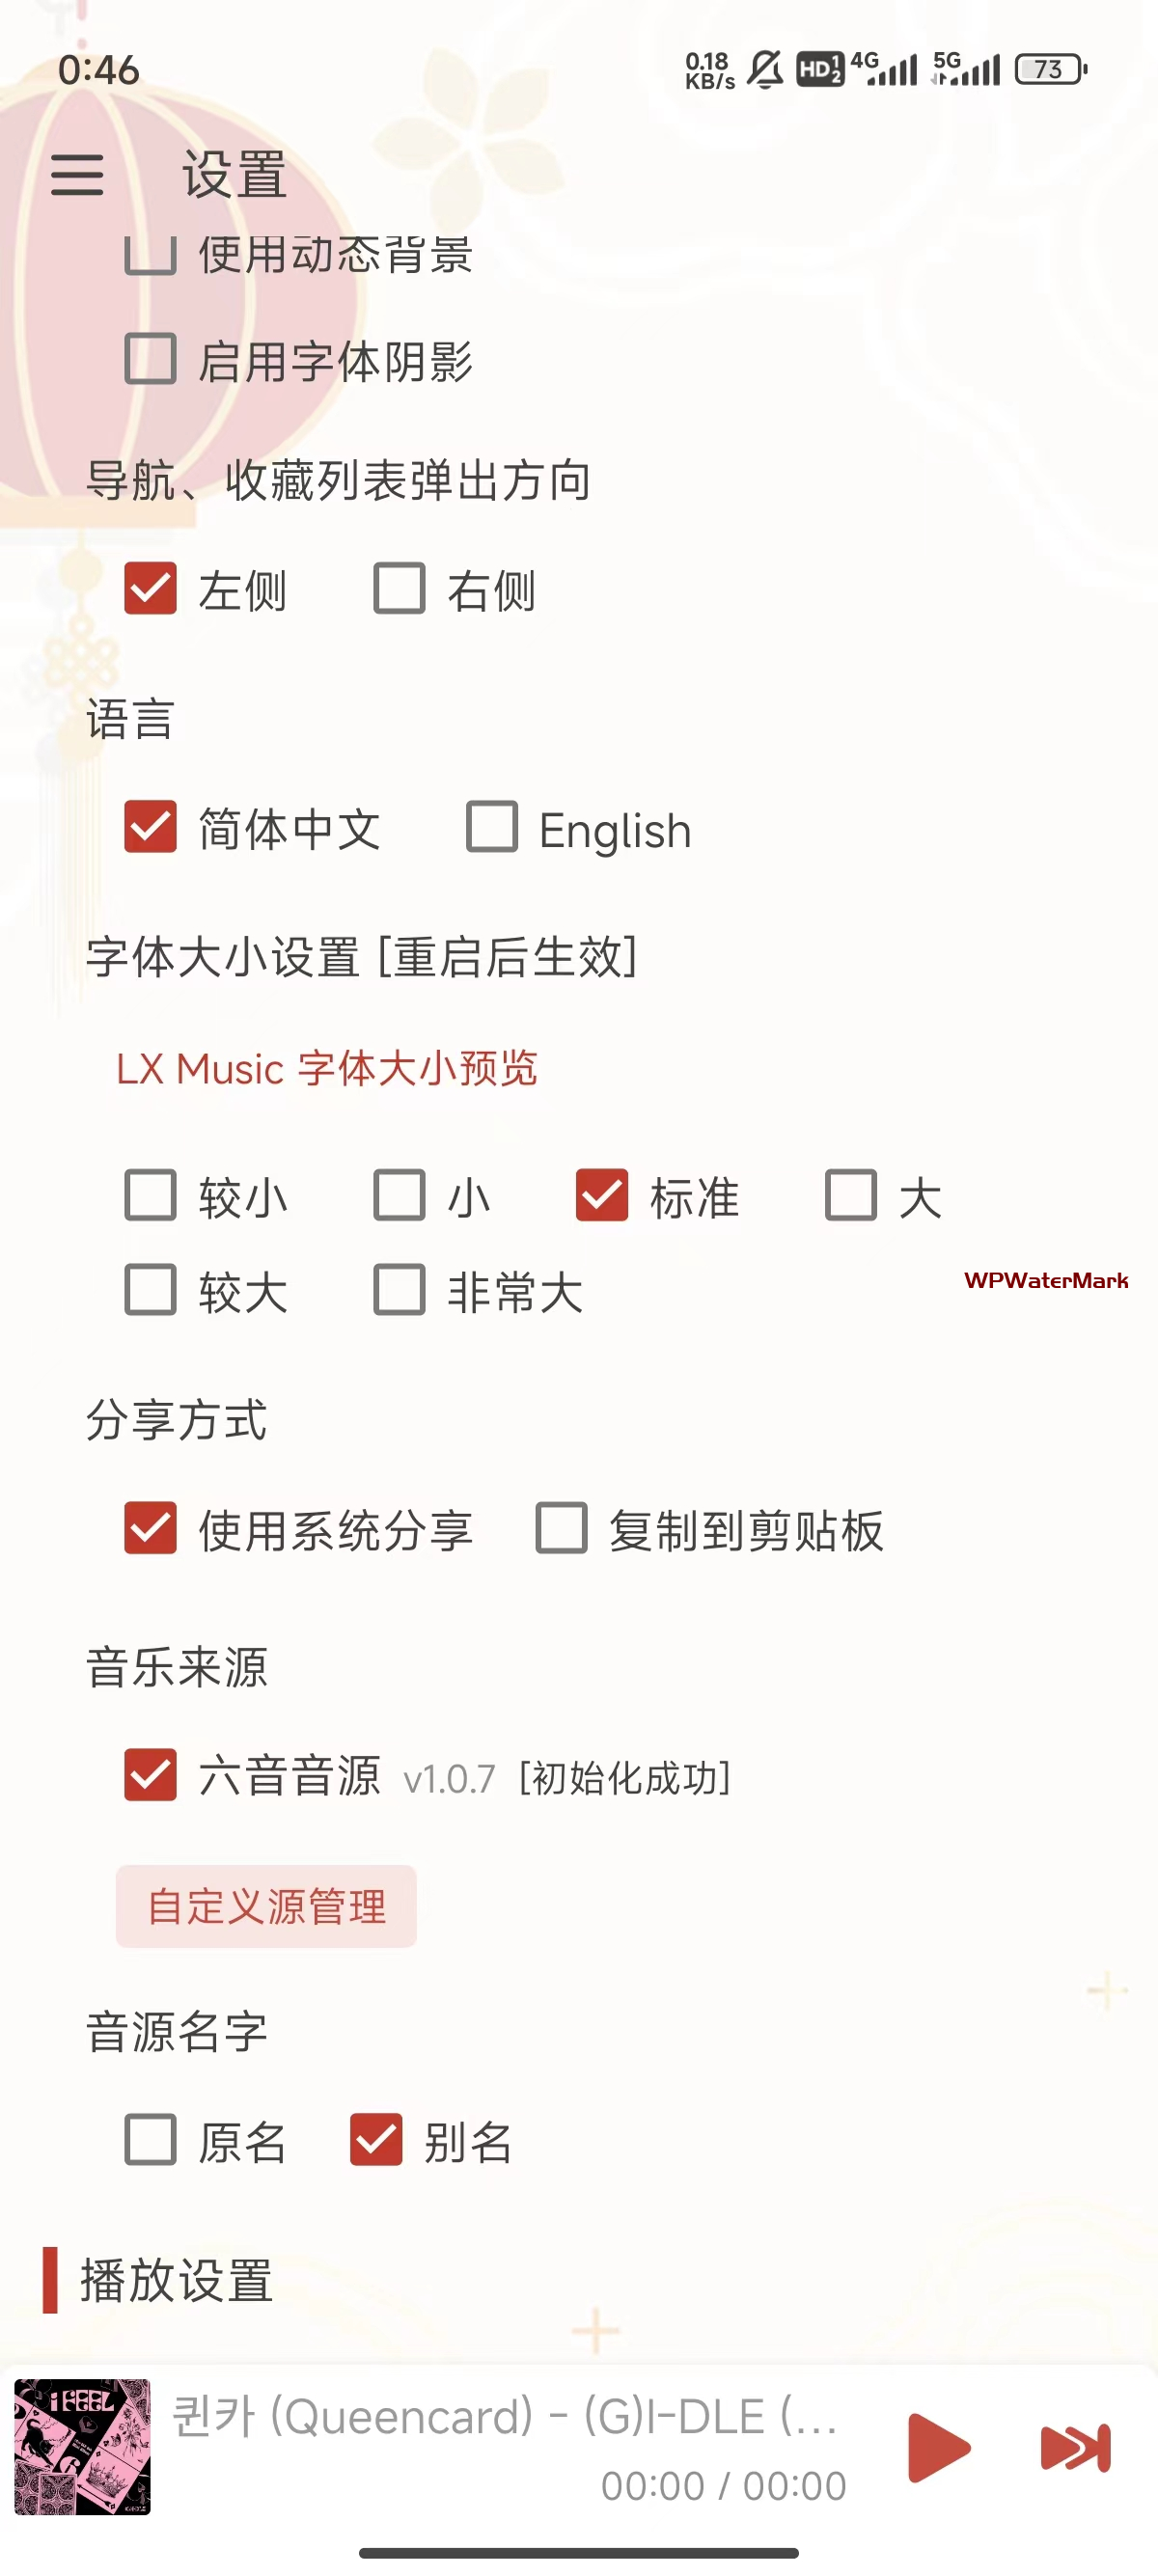 0:46
0.18 KB/s HD 1 2 4G 5G 73
设置
使用动态背景
启用字体阴影
导航、收藏列表弹出方向
左侧 右侧
语言
简体中文 English
字体大小设置 [重启后生效]
LX Music 字体大小预览
较小 小 标准 大
较大 非常大
WPWaterMark
分享方式
使用系统分享 复制到剪贴板
音乐来源
六音音源 v1.0.7 [初始化成功]
自定义源管理
音源名字
原名 别名
播放设置
I FEEL
퀸카 (Queencard) - (G)I-DLE (...
00:00 / 00:00